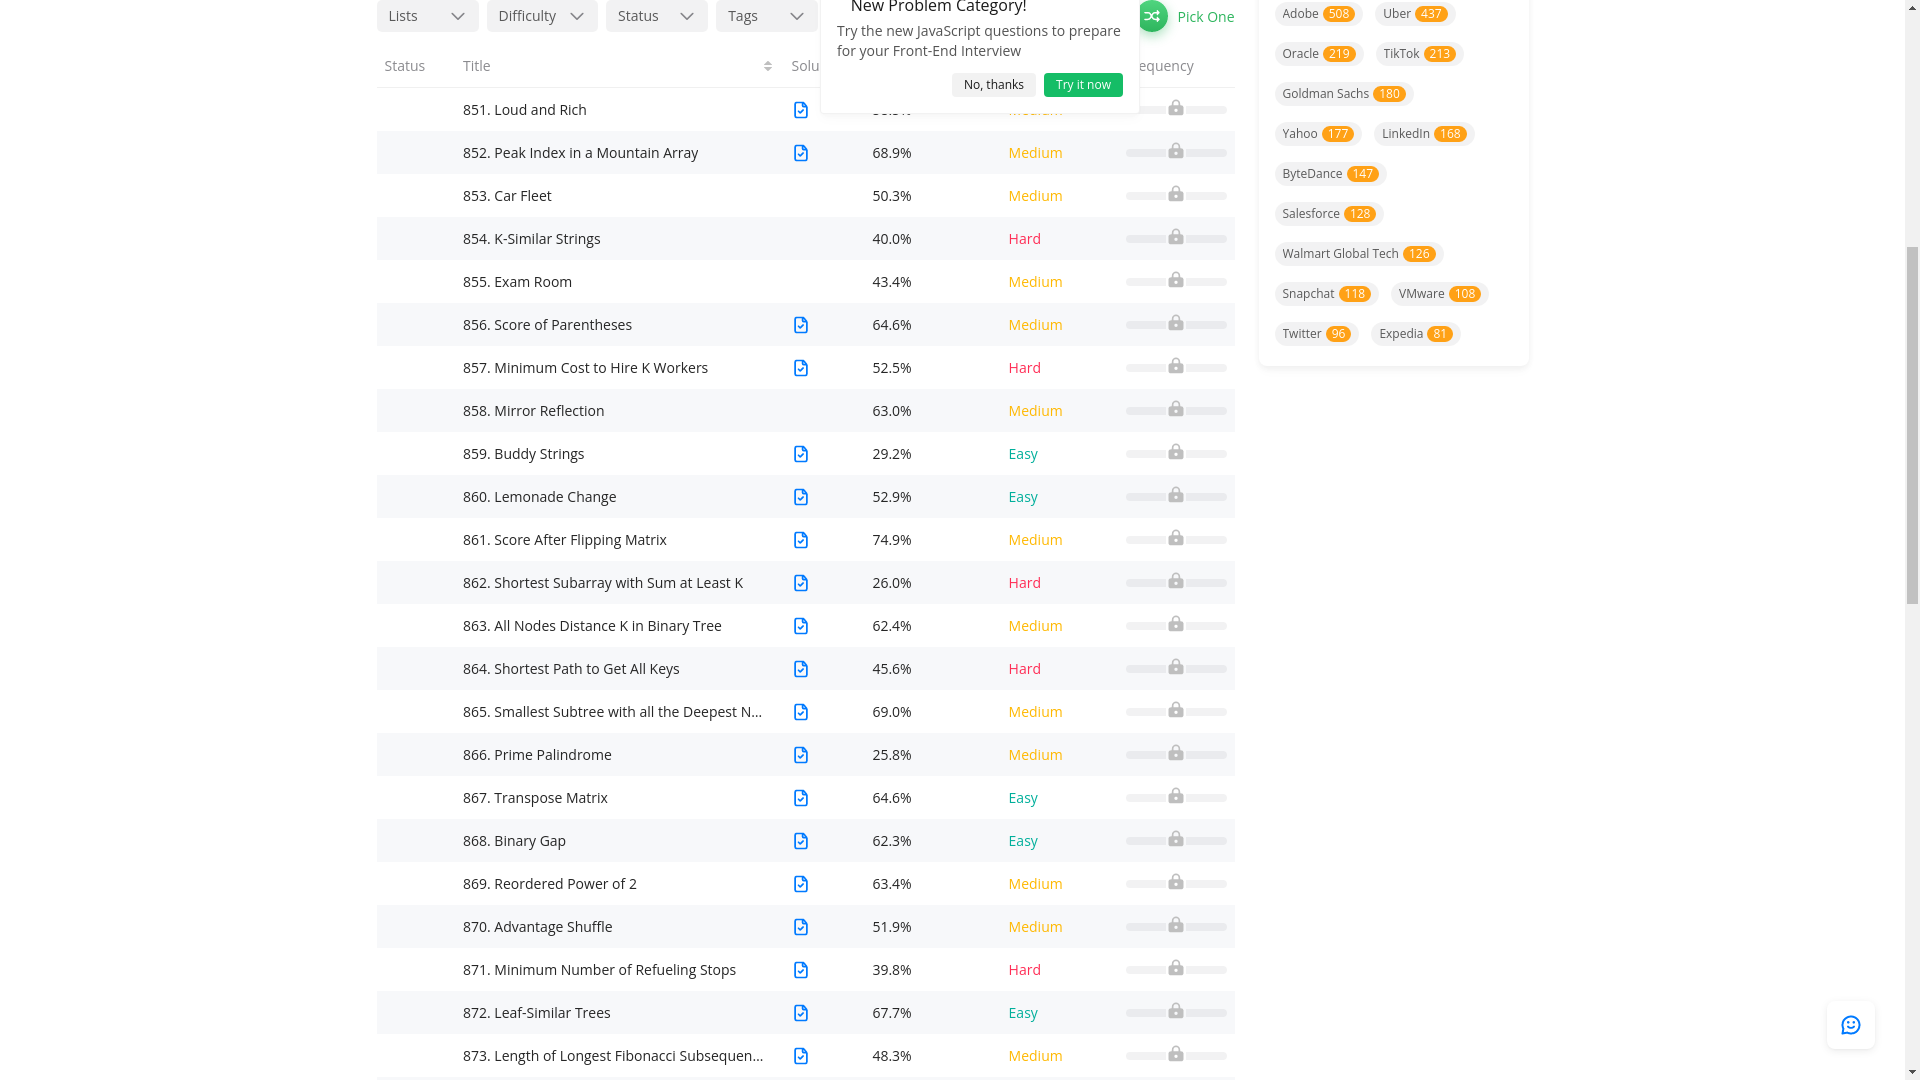 Lists
Difficulty
Status
Tags
New Problem Category!
Try the new JavaScript questions to prepare
for your Front-End Interview
No, thanks
Try it now
Pick One
Status
Title
Solu
equency
851. Loud and Rich
852. Peak Index in a Mountain Array 68.9% Medium
853. Car Fleet 50.3% Medium
854. K-Similar Strings 40.0% Hard
855. Exam Room 43.4% Medium
856. Score of Parentheses 64.6% Medium
857. Minimum Cost to Hire K Workers 52.5% Hard
858. Mirror Reflection 63.0% Medium
859. Buddy Strings 29.2% Easy
860. Lemonade Change 52.9% Easy
861. Score After Flipping Matrix 74.9% Medium
862. Shortest Subarray with Sum at Least K 26.0% Hard
863. All Nodes Distance K in Binary Tree 62.4% Medium
864. Shortest Path to Get All Keys 45.6% Hard
865. Smallest Subtree with all the Deepest N... 69.0% Medium
866. Prime Palindrome 25.8% Medium
867. Transpose Matrix 64.6% Easy
868. Binary Gap 62.3% Easy
869. Reordered Power of 2 63.4% Medium
870. Advantage Shuffle 51.9% Medium
871. Minimum Number of Refueling Stops 39.8% Hard
872. Leaf-Similar Trees 67.7% Easy
873. Length of Longest Fibonacci Subsequen... 48.3% Medium
Adobe 508 Uber 437
Oracle 219 TikTok 213
Goldman Sachs 180
Yahoo 177 LinkedIn 168
ByteDance 147
Salesforce 128
Walmart Global Tech 126
Snapchat 118 VMware 108
Twitter 96 Expedia 81